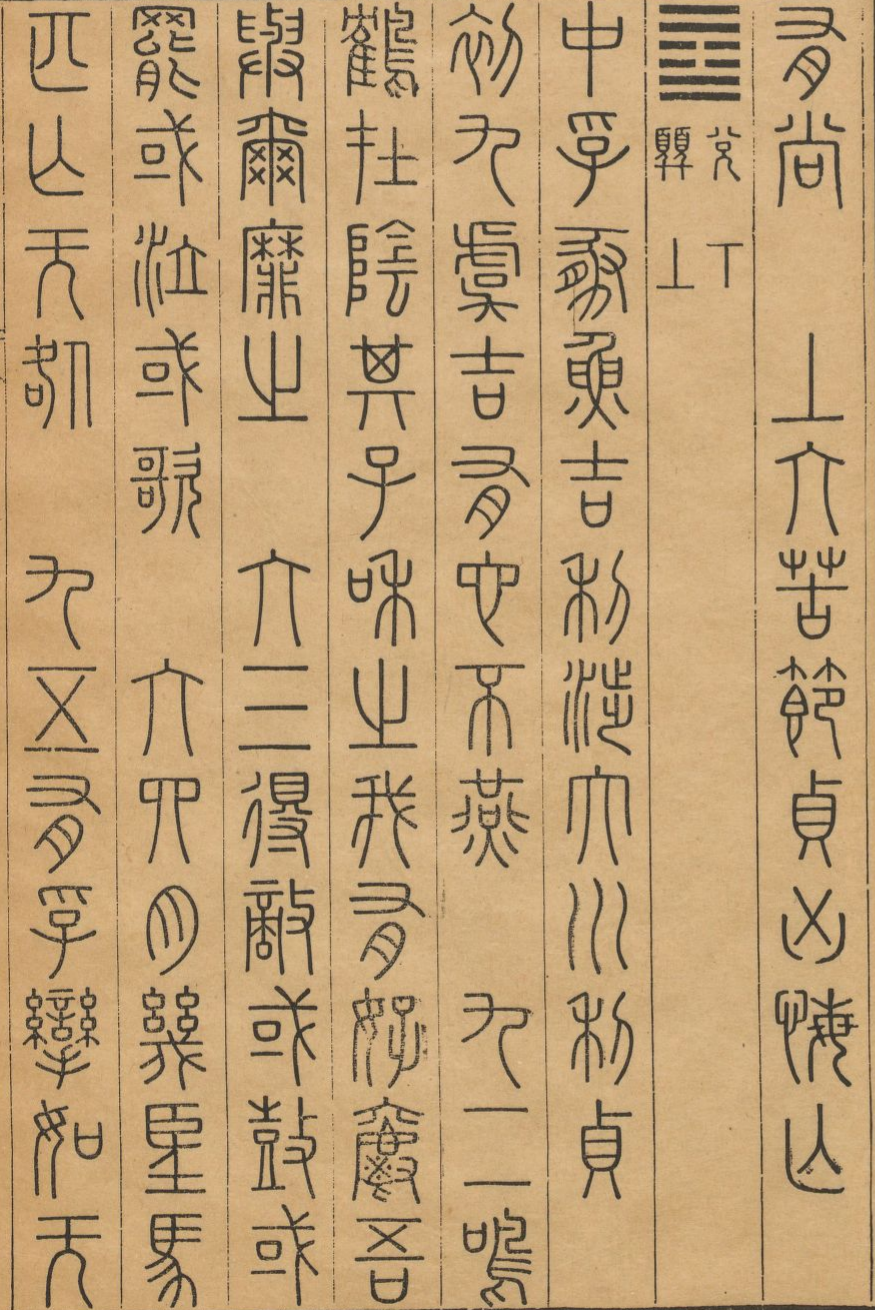 有尚　上六苦節貞凶悔亡
䷼ 兌下 顨上
中孚豚魚吉利涉大川利貞
初九虞吉有它不燕　九二鳴
鶴在陰其子和之我有好爵吾
與爾靡之　六三得敵或鼓或
罷或泣或歌　六四月幾望馬
匹亡无咎　九五有孚攣如无